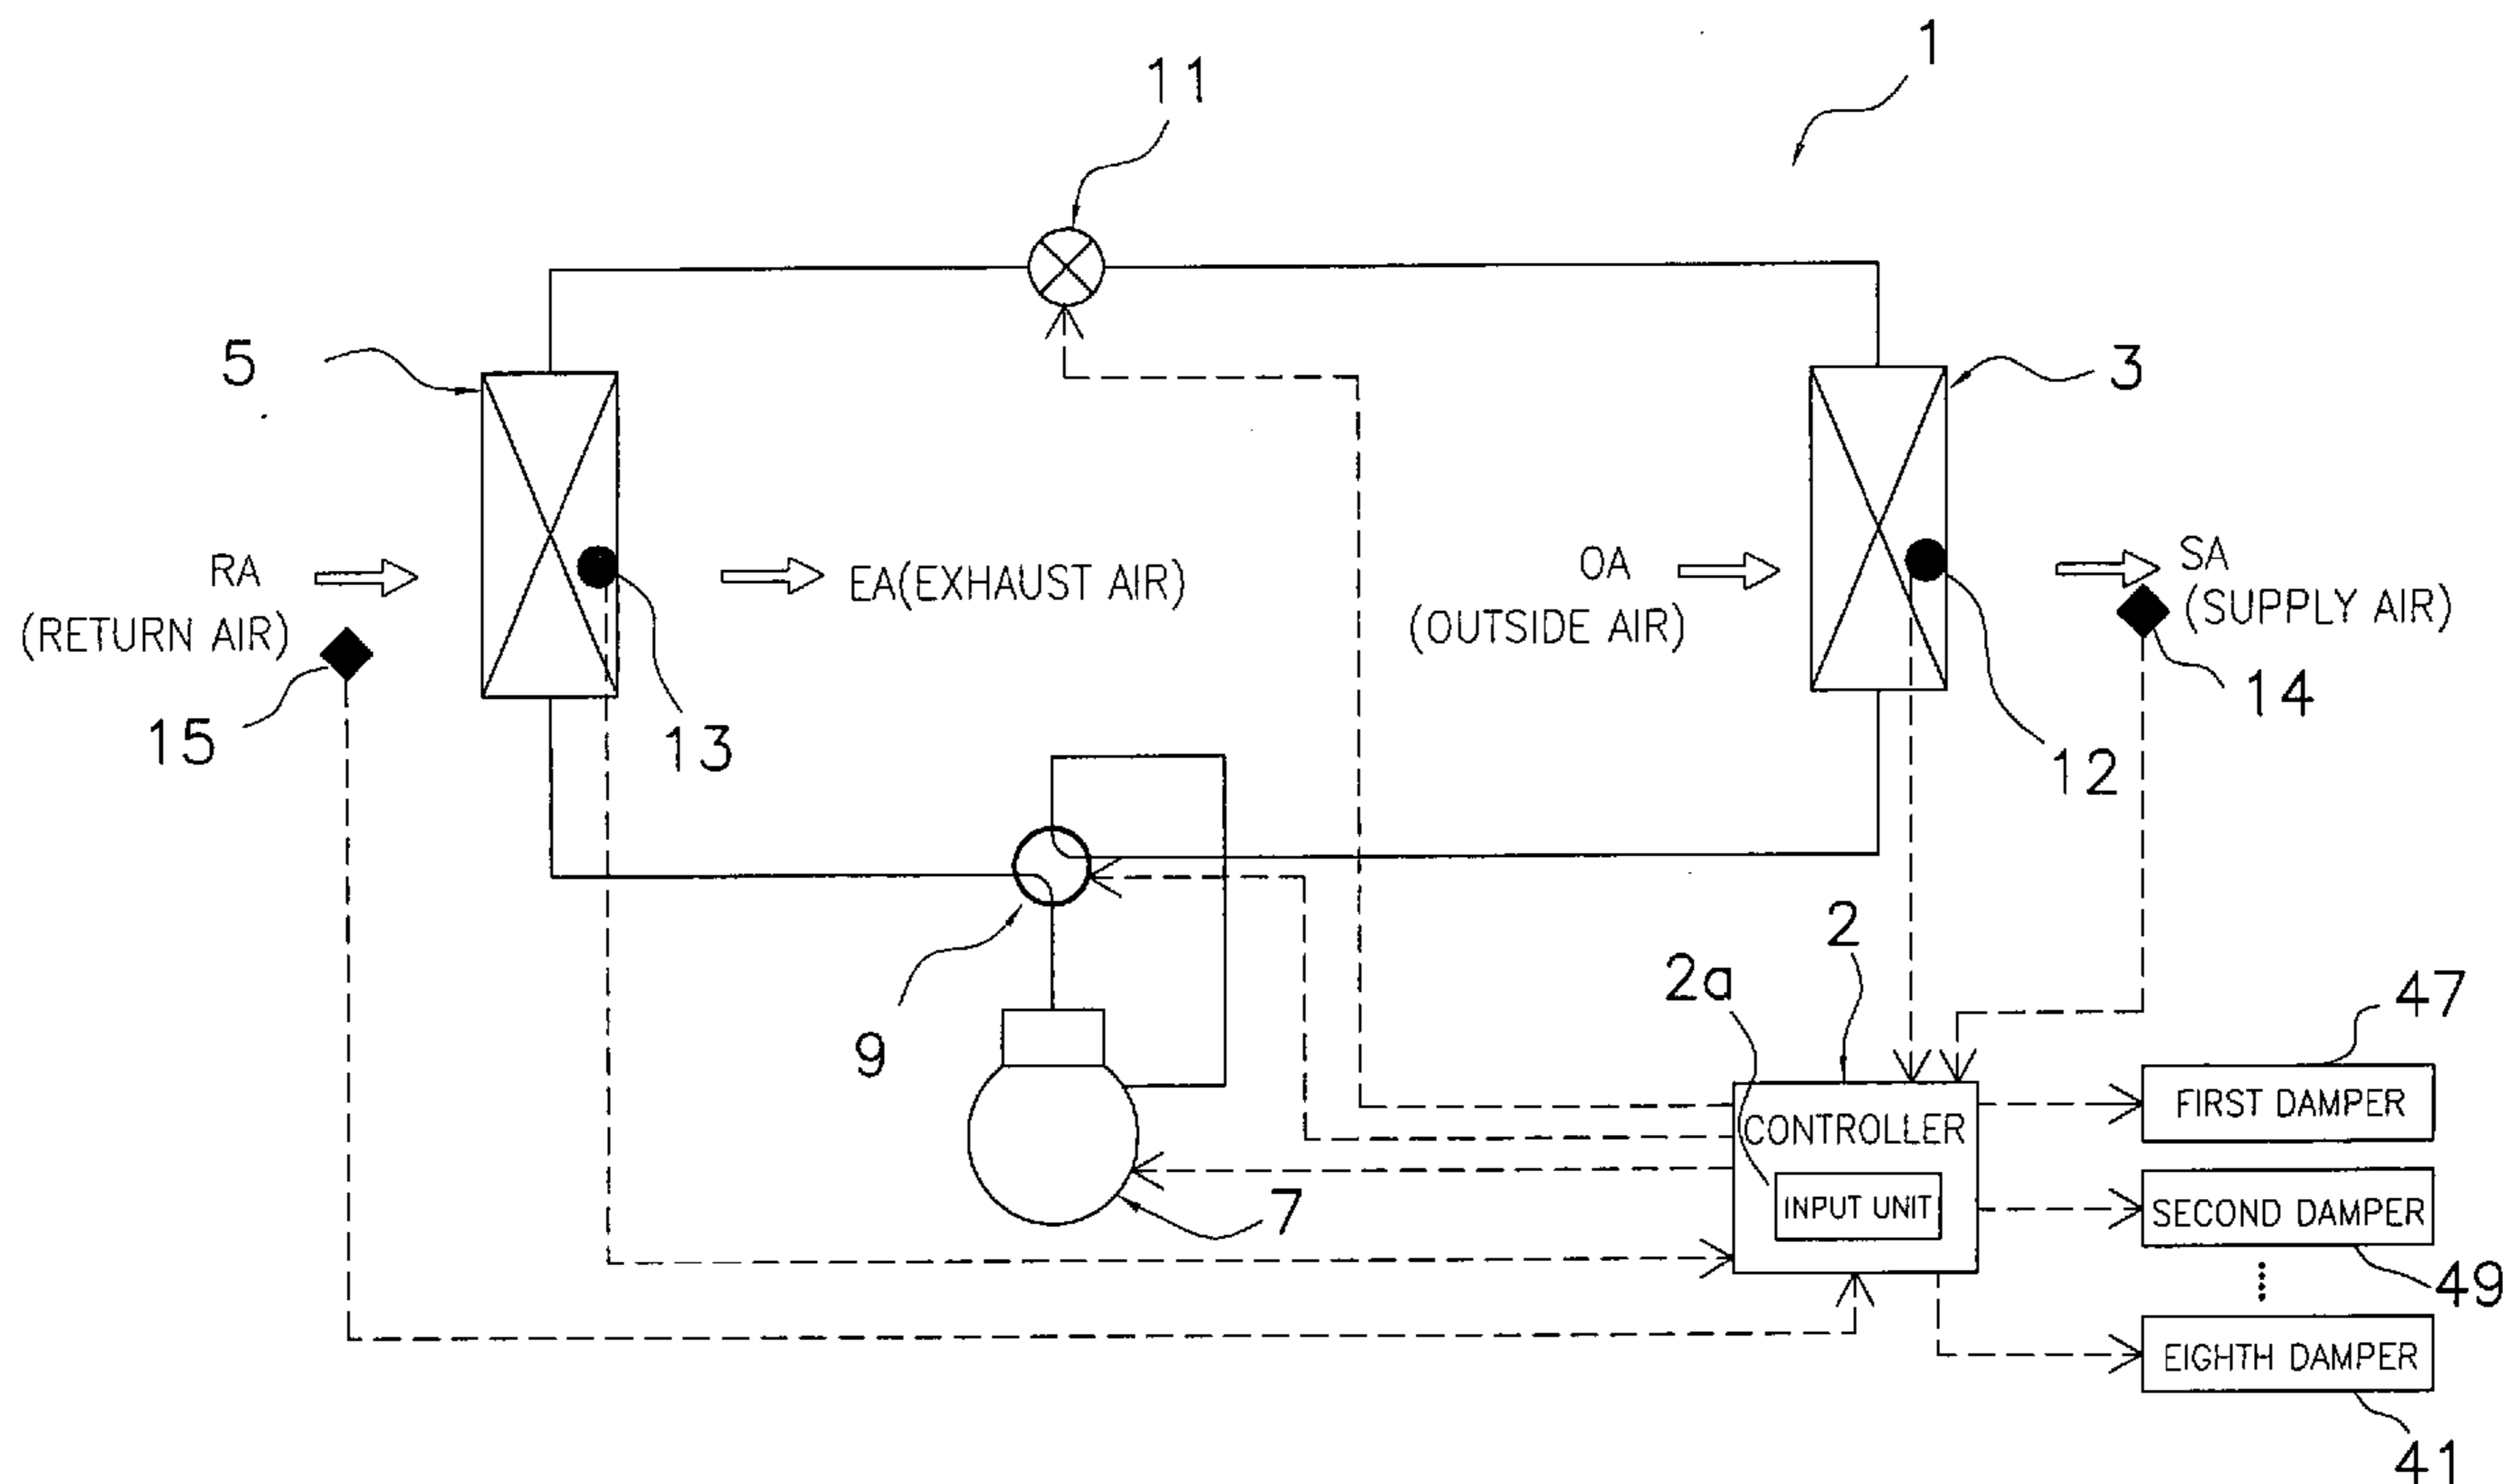 1
11
5
3
RA
(RETURN AIR)
EA(EXHAUST AIR)
OA
(OUTSIDE AIR)
SA
(SUPPLY AIR)
15
13
14
12
2
2a
47
9
FIRST DAMPER
CONTROLLER
7
INPUT UNIT
SECOND DAMPER
49
EIGHTH DAMPER
41